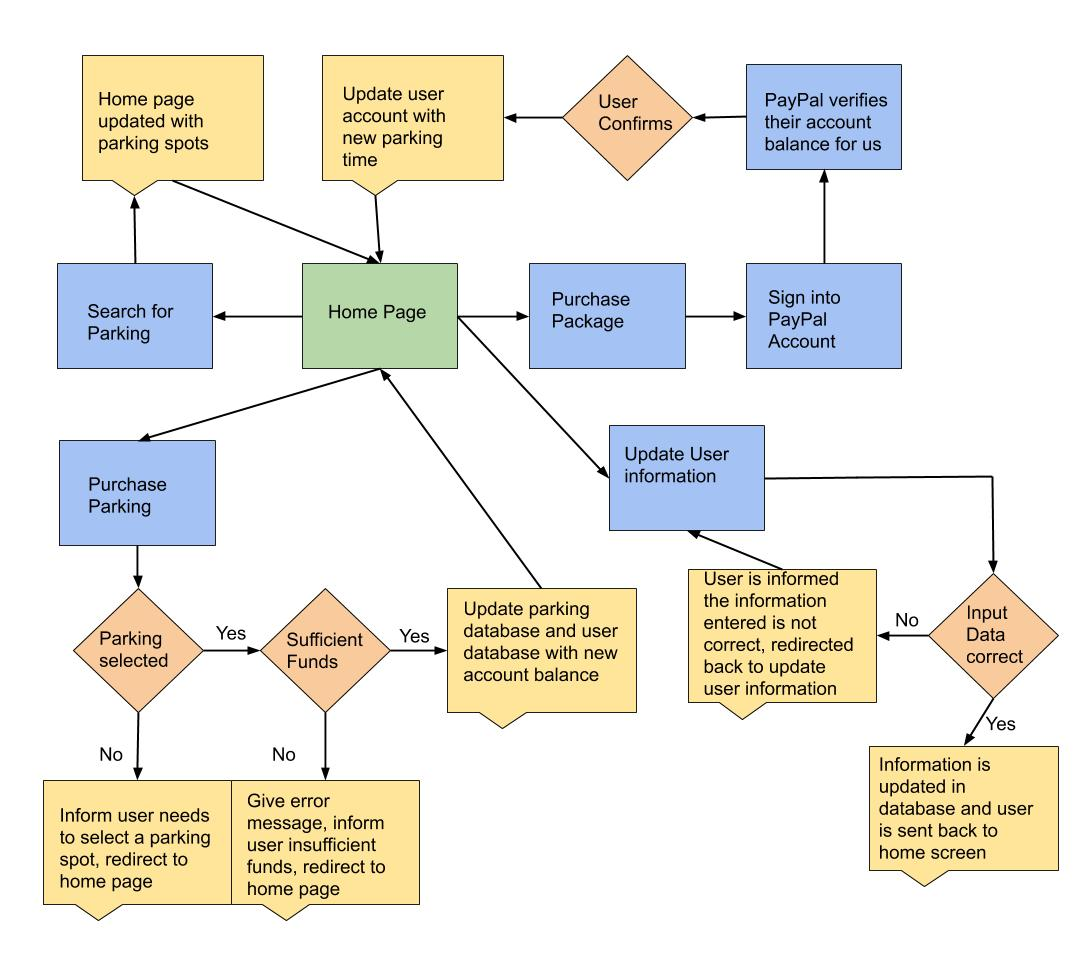 Home page
updated with
parking spots
Update user
account with
new parking
time
User
Confirms
PayPal verifies
their account
balance for us
Search for
Parking
Home Page
Purchase
Package
Sign into
PayPal
Account
Purchase
Parking
Update User
information
Parking
selected
Yes
Sufficient
Funds
Yes
Update parking
database and user
database with new
account balance
User is informed
the information
entered is not
correct, redirected
back to update
user information
No
Input
Data
correct
No
No
Yes
Inform user needs
to select a parking
spot, redirect to
home page
Give error
message, inform
user insufficient
funds, redirect to
home page
Information is
updated in
database and user
is sent back to
home screen